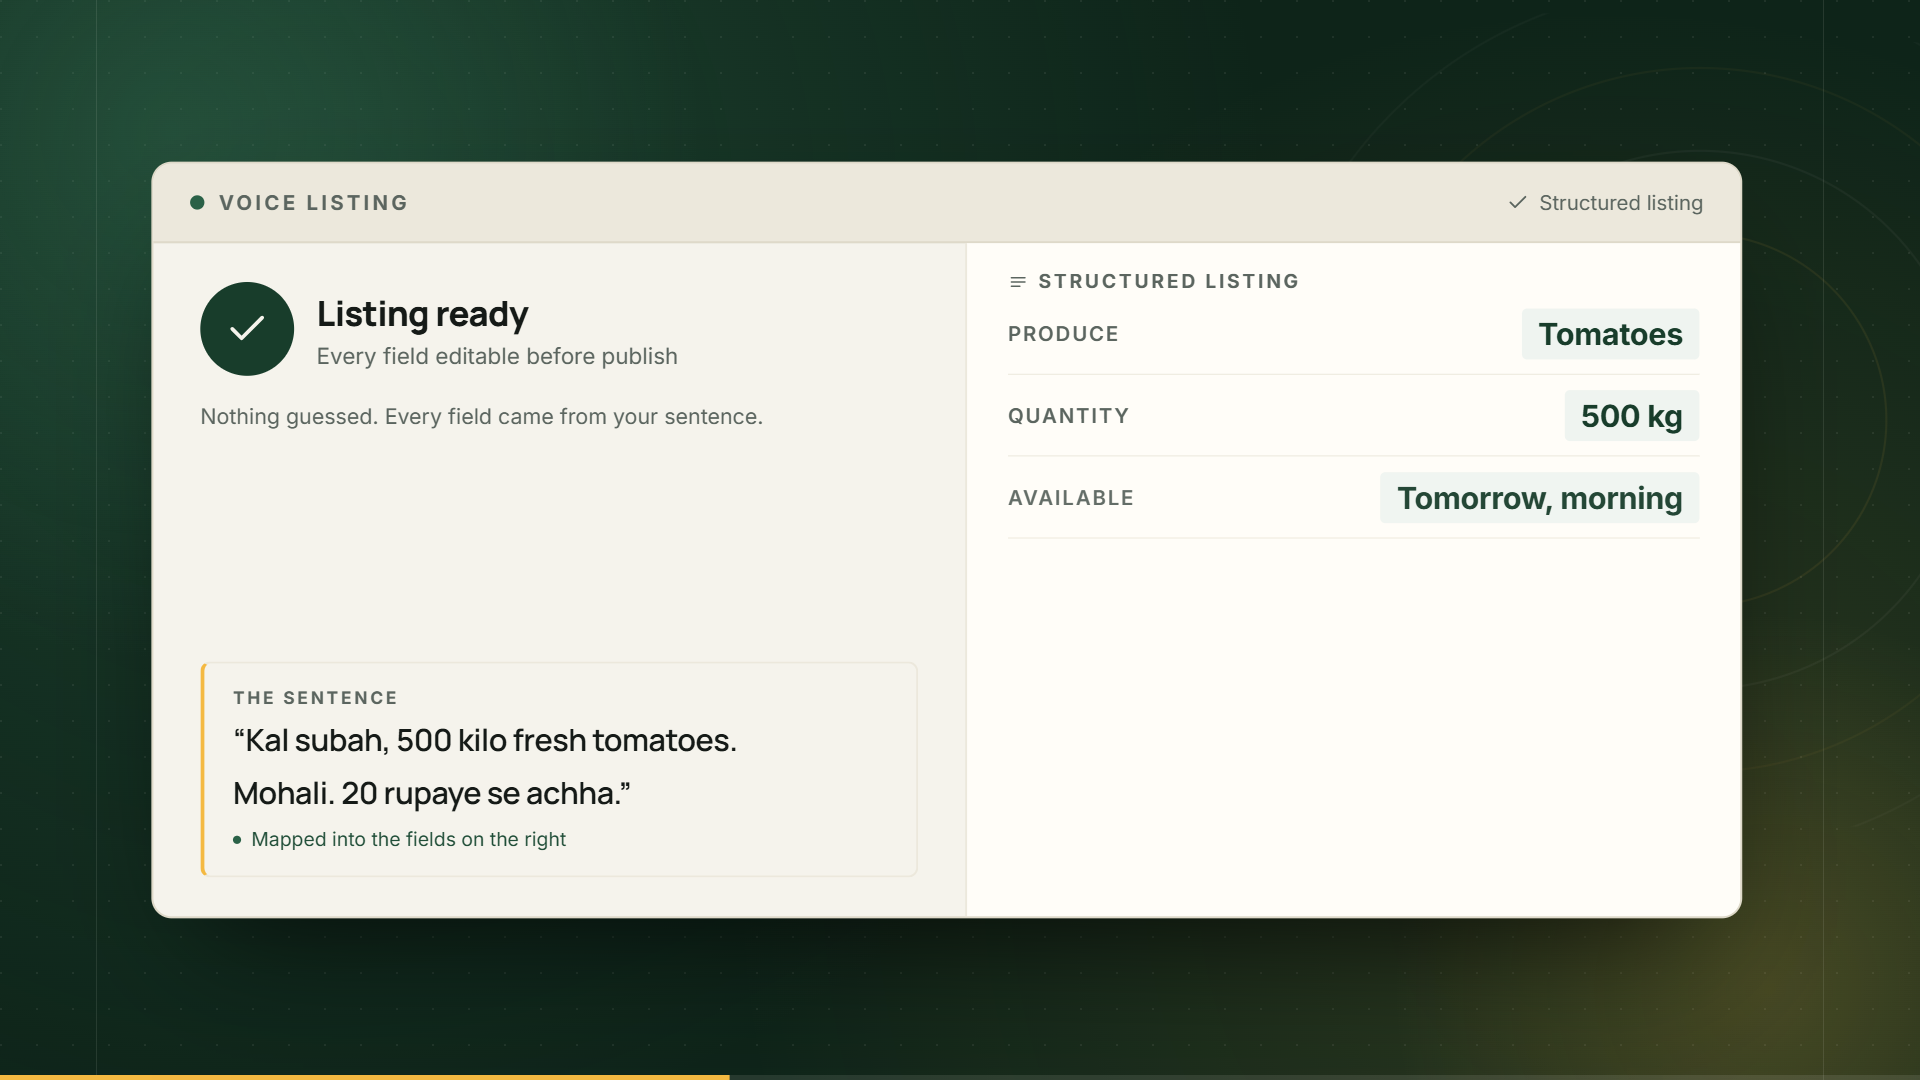 VOICE LISTING
Structured listing
Listing ready
Every field editable before publish
Nothing guessed. Every field came from your sentence.
THE SENTENCE
“Kal subah, 500 kilo fresh tomatoes.
Mohali. 20 rupaye se achha.”
Mapped into the fields on the right
STRUCTURED LISTING
PRODUCE
Tomatoes
QUANTITY
500 kg
AVAILABLE
Tomorrow, morning